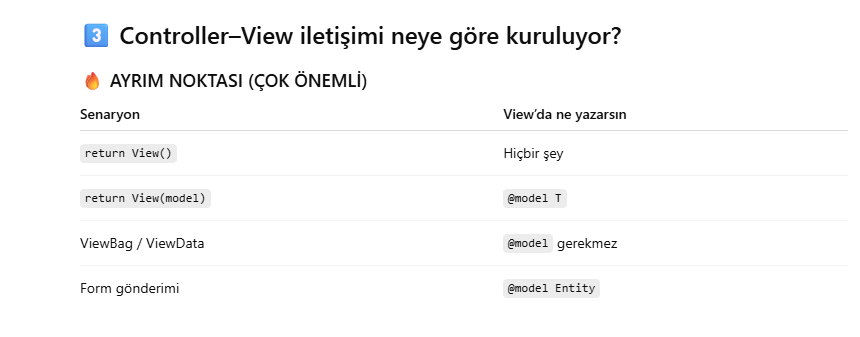 3 Controller–View iletişimi neye göre kuruluyor?
🔥 AYRIM NOKTASI (ÇOK ÖNEMLİ)
Senaryon View’da ne yazarsın
return View() Hiçbir şey
return View(model) @model T
ViewBag / ViewData @model gerekmez
Form gönderimi @model Entity